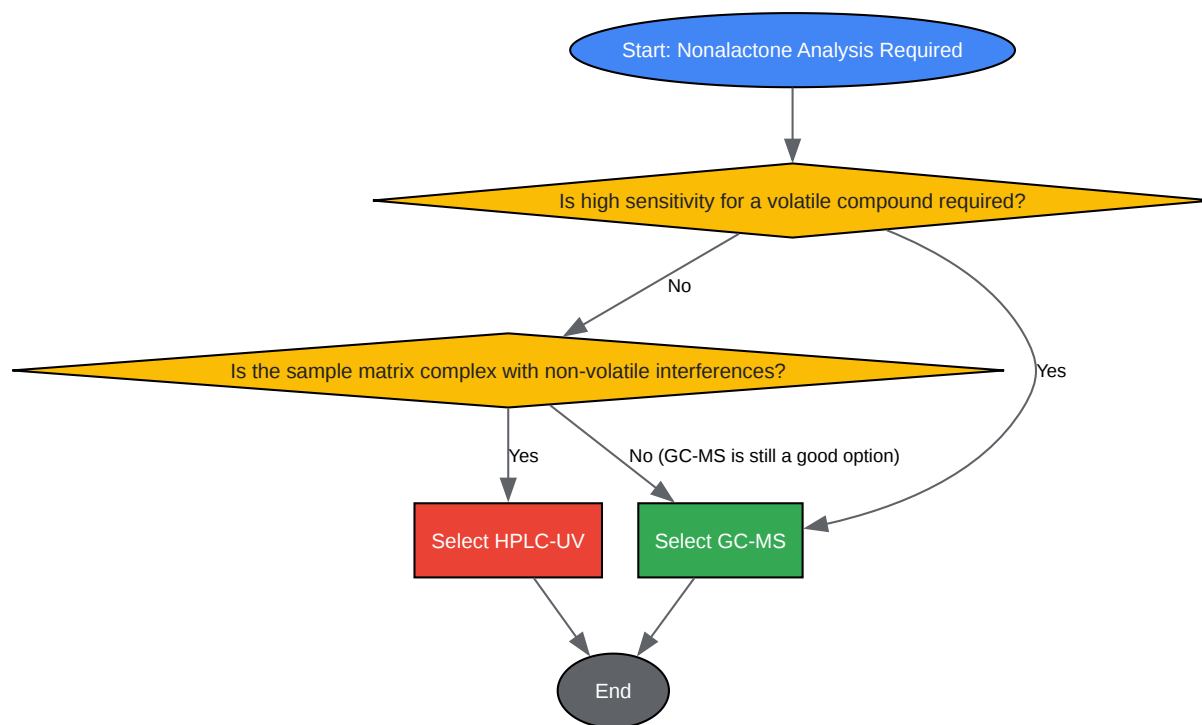 Start: Nonalactone Analysis Required
Is high sensitivity for a volatile compound required?
No
Is the sample matrix complex with non-volatile interferences?
Yes
Yes
No (GC-MS is still a good option)
Select HPLC-UV
Select GC-MS
End